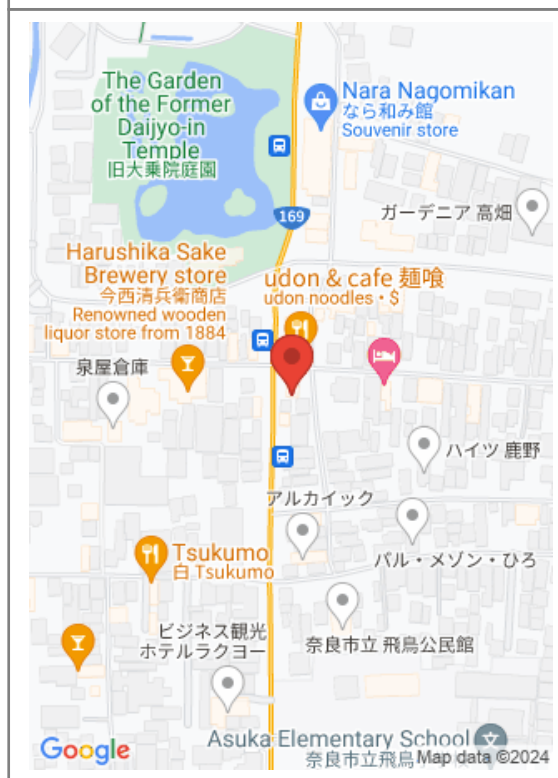 The Garden
of the Former
Daijyo-in
Temple
旧大乗院庭園
Nara Nagomikan
なら和み館
Souvenir store
169
ガーデニア 高畑
Harushika Sake
Brewery store
今西清兵衛商店
Renowned wooden
liquor store from 1884
udon & cafe 麺喰
udon noodles • $
泉屋倉庫
ハイツ 鹿野
アルカイック
パル・メゾン・ひろ
Tsukumo
白 Tsukumo
ビジネス観光
ホテルラクヨー
奈良市立 飛鳥公民館
Asuka Elementary School
奈良市立飛鳥
Google
Map data ©2024